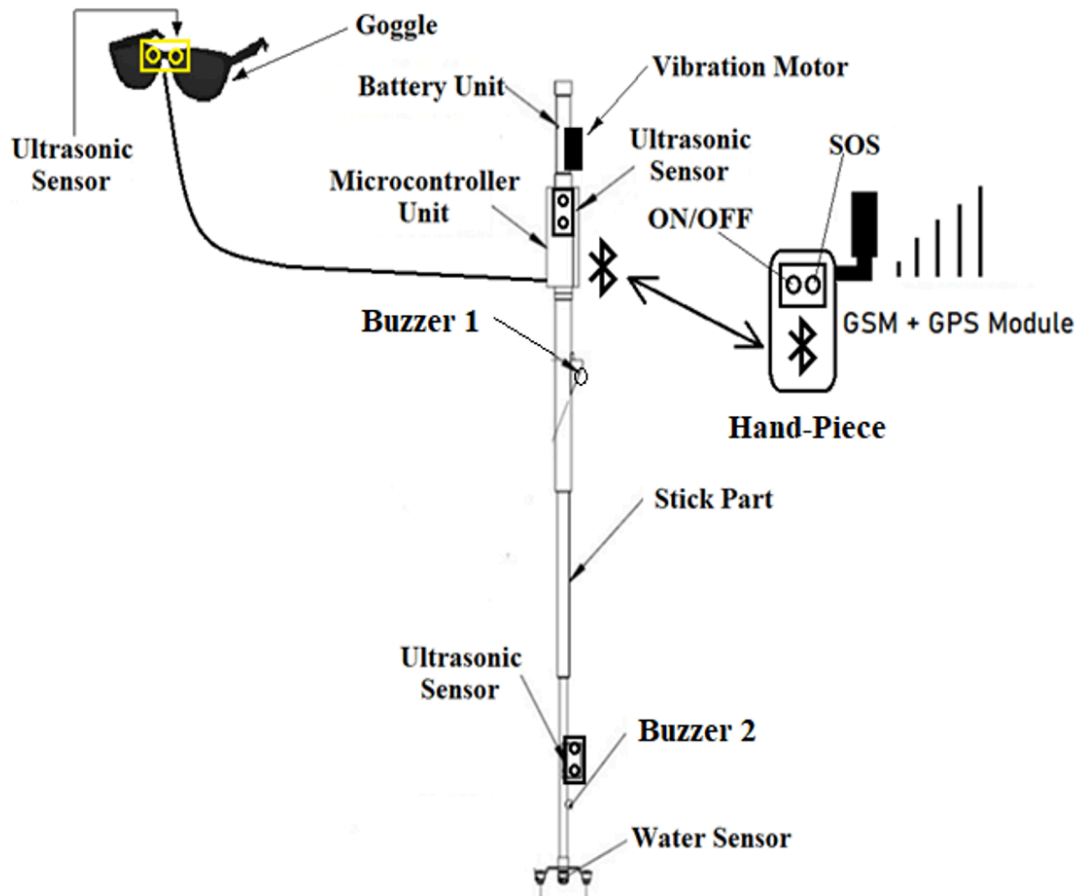 Goggle
Ultrasonic
Sensor
Battery Unit
Vibration Motor
Ultrasonic
Sensor
Microcontroller
Unit
SOS
ON/OFF
GSM + GPS Module
Buzzer 1
Hand-Piece
Stick Part
Ultrasonic
Sensor
Buzzer 2
Water Sensor